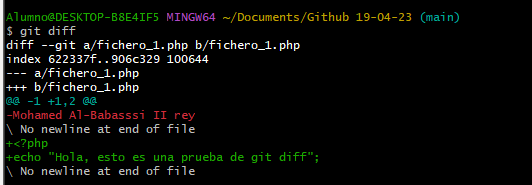 Alumno@DESKTOP-B8E4IF5 MINGW64 ~/Documents/Github 19-04-23 (main)
$ git diff
diff --git a/fichero_1.php b/fichero_1.php
index 622337f..906c329 100644
--- a/fichero_1.php
+++ b/fichero_1.php
@@ -1 +1,2 @@
-Mohamed Al-Babasssi II rey
\ No newline at end of file
+<?php
+echo "Hola, esto es una prueba de git diff";
\ No newline at end of file